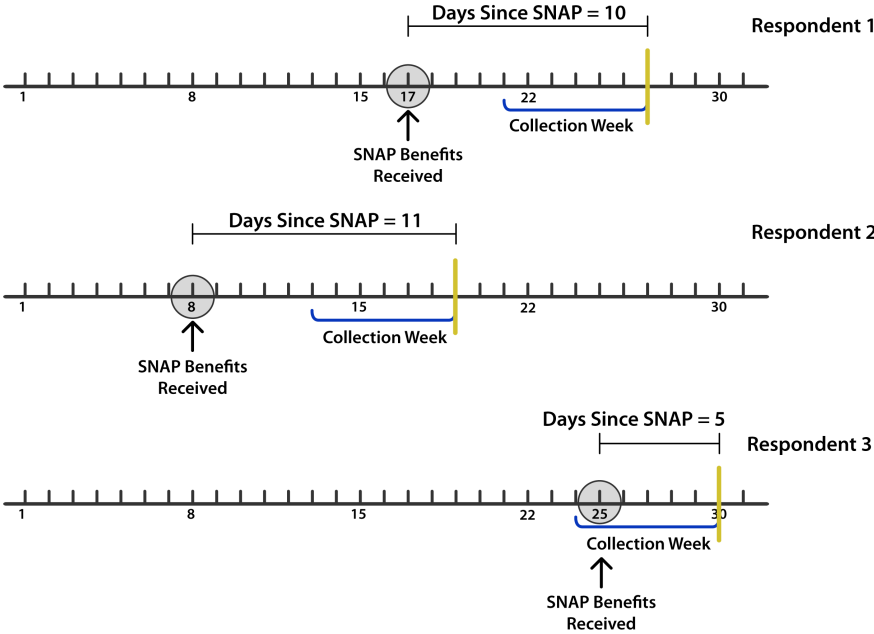 Days Since SNAP = 10
Respondent 1
1 8 15 17 22 30
Collection Week
SNAP Benefits
Received
Days Since SNAP = 11
Respondent 2
1 8 15 22 30
Collection Week
SNAP Benefits
Received
Days Since SNAP = 5
Respondent 3
1 8 15 22 25 30
Collection Week
SNAP Benefits
Received